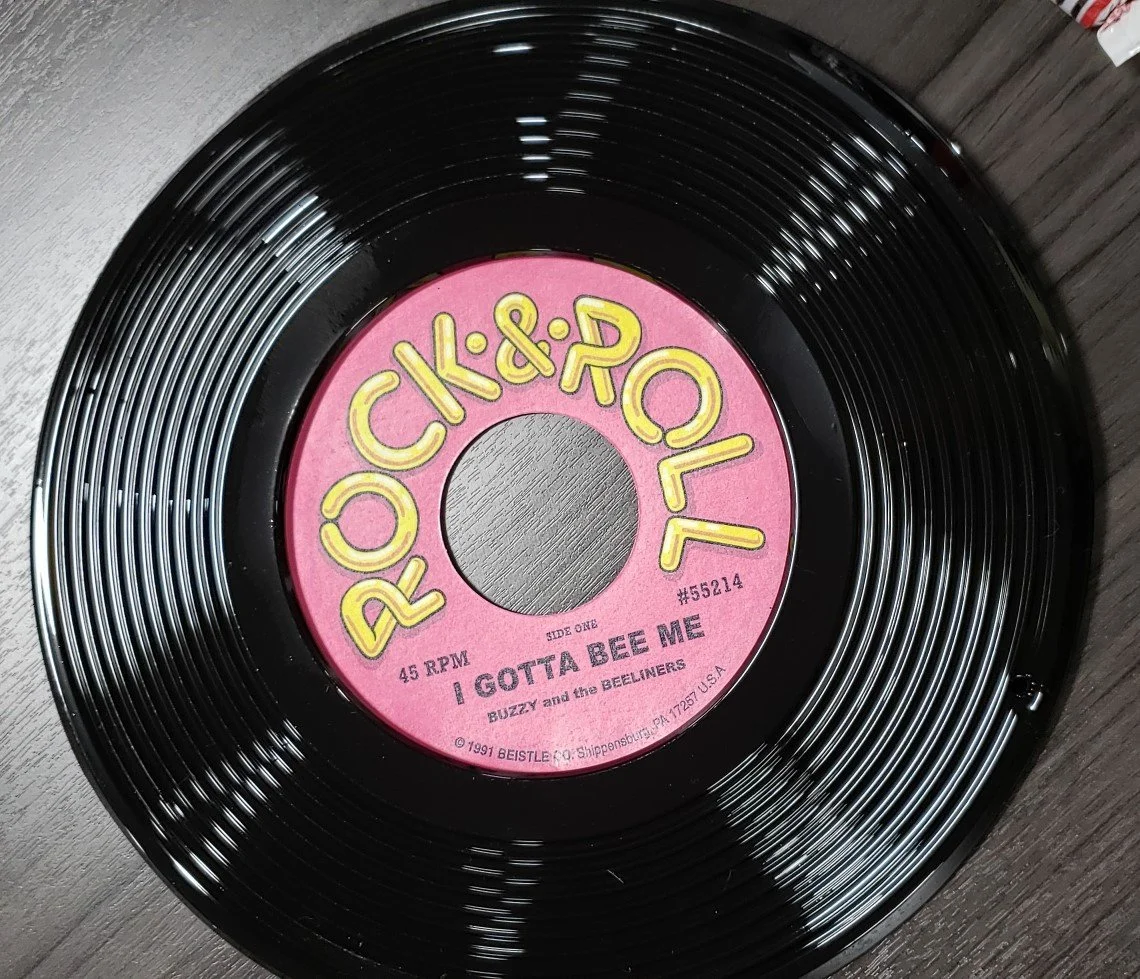 ROCK·&·ROLL
#55214
SIDE ONE
45 RPM
I GOTTA BEE ME
BUZZY and the BEELINERS
© 1991 BEISTLE CO. Shippensburg, PA 17257 U.S.A